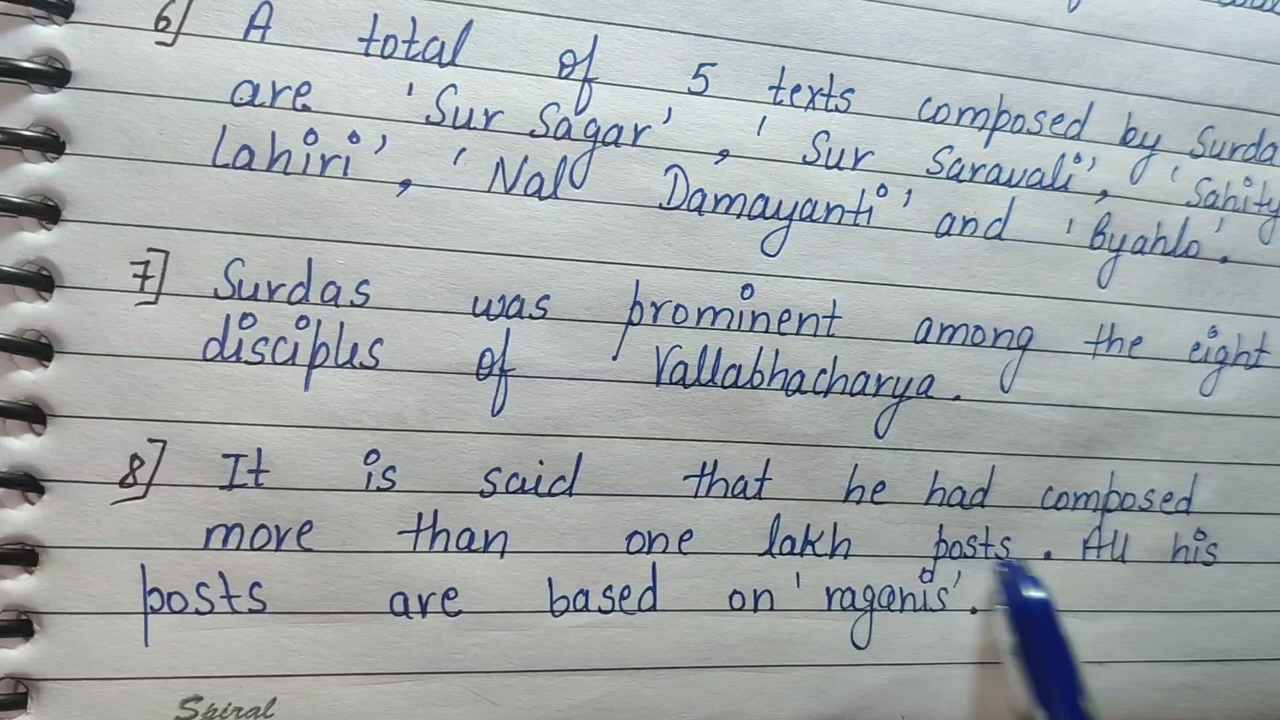 6] A total of 5 texts composed by Surda
are 'Sur Sagar', 'Sur Saravali', 'Sahity
lahiri', 'Nal Damayanti' and 'Byahlo'.
7] Surdas was prominent among the eight
disciples of Vallabhacharya.
8] It is said that he had composed
more than one lakh posts. All his
posts are based on 'raganis'.
Spiral